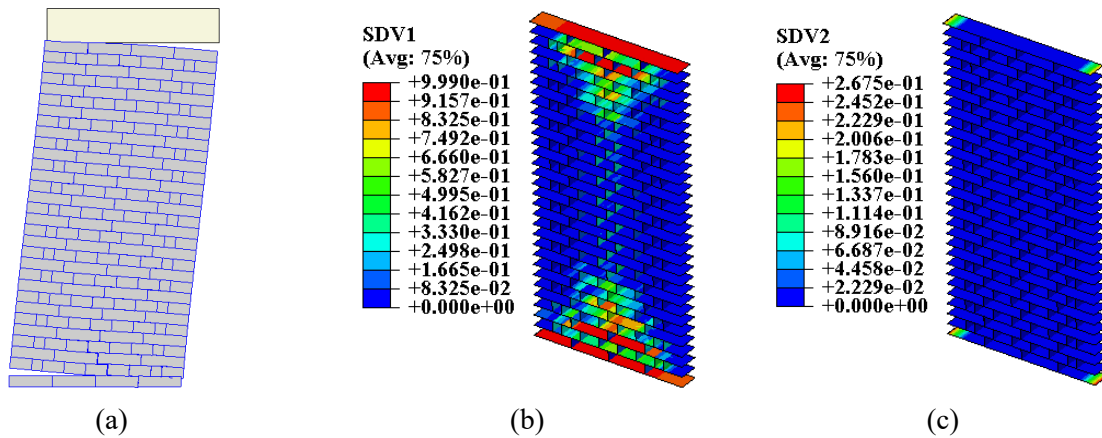 SDV1
(Avg: 75%)
+9.990e-01
+9.157e-01
+8.325e-01
+7.492e-01
+6.660e-01
+5.827e-01
+4.995e-01
+4.162e-01
+3.330e-01
+2.498e-01
+1.665e-01
+8.325e-02
+0.000e+00
SDV2
(Avg: 75%)
+2.675e-01
+2.452e-01
+2.229e-01
+2.006e-01
+1.783e-01
+1.560e-01
+1.337e-01
+1.114e-01
+8.916e-02
+6.687e-02
+4.458e-02
+2.229e-02
+0.000e+00
(a)
(b)
(c)